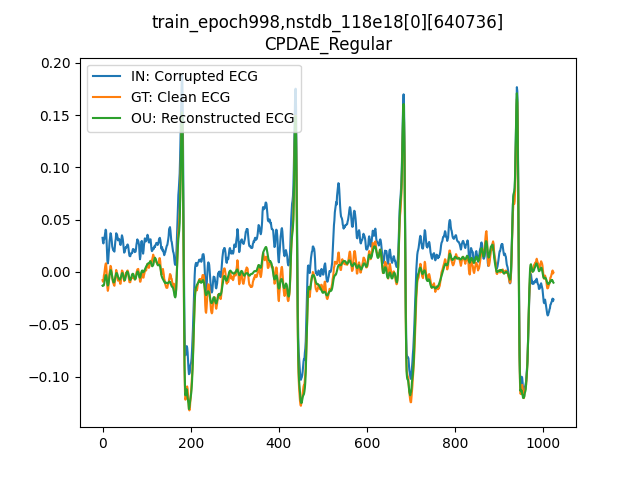 train_epoch998,nstdb_118e18[0][640736]
CPDAE_Regular
IN: Corrupted ECG
GT: Clean ECG
OU: Reconstructed ECG
0.20
0.15
0.10
0.05
0.00
−0.05
−0.10
0 200 400 600 800 1000